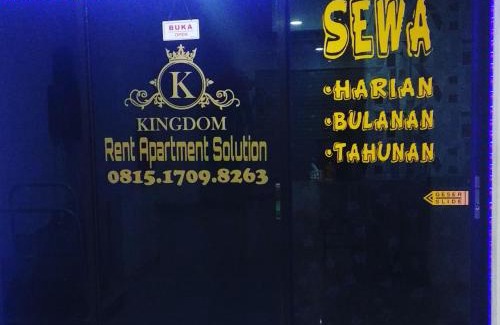 BUKA
OPEN
K
KINGDOM
Rent Apartment Solution
0815.1709.8263
SEWA
•HARIAN
•BULANAN
•TAHUNAN
GESER
SLIDE